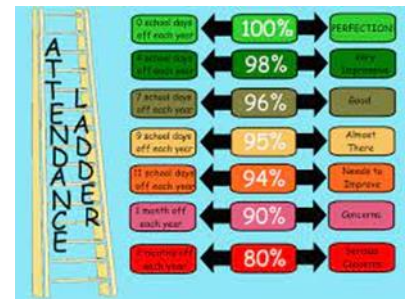 ATTENDANCE
LADDER
0 school days
off each year
100%
PERFECTION
school days
off each year
98%
Very
Impressive
7 school days
off each year
96%
Good
9 school days
off each year
95%
Almost
There
11 school days
off each year
94%
Needs to
Improve
1 month off
each year
90%
Concerns
each year
80%
Serious
Concerns